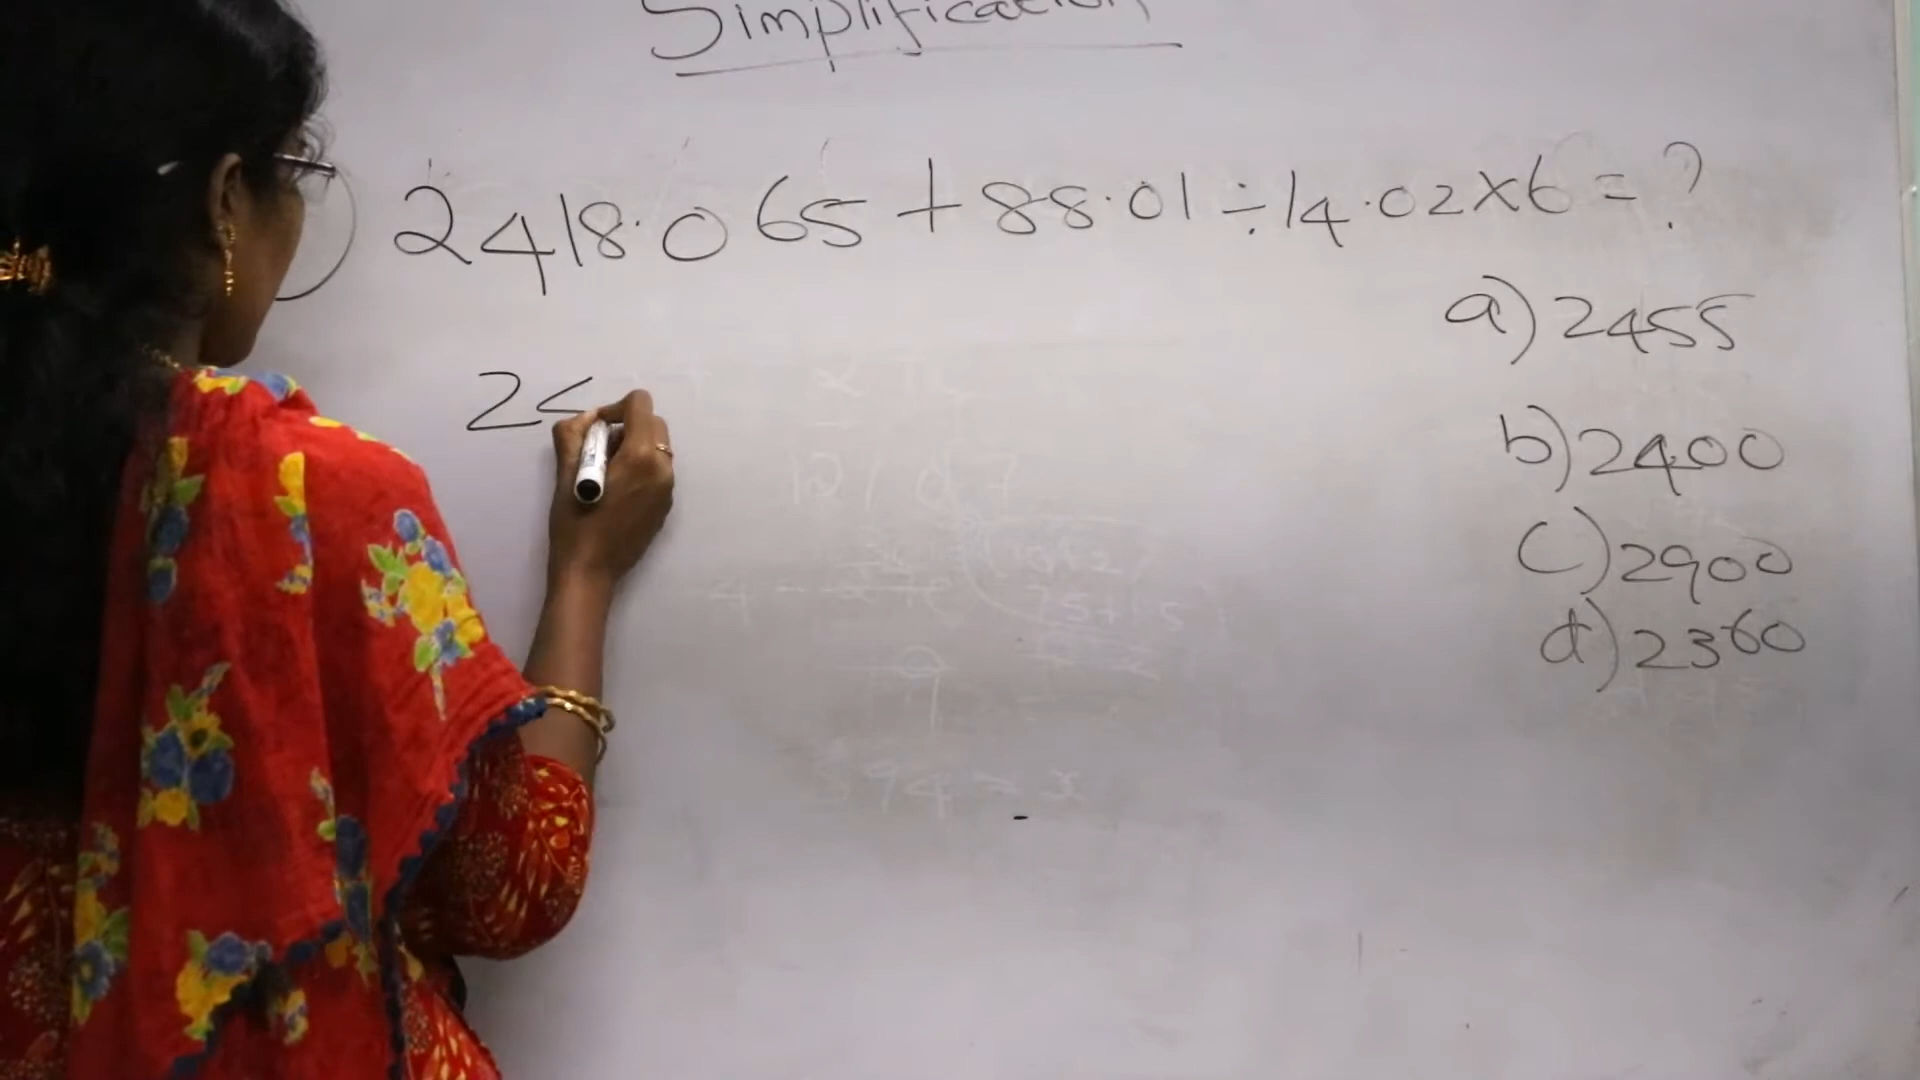 Simplification
) 2418.065 + 88.01 ÷ 14.02 × 6 = ?
a) 2455
b) 2400
c) 2900
d) 2360
24